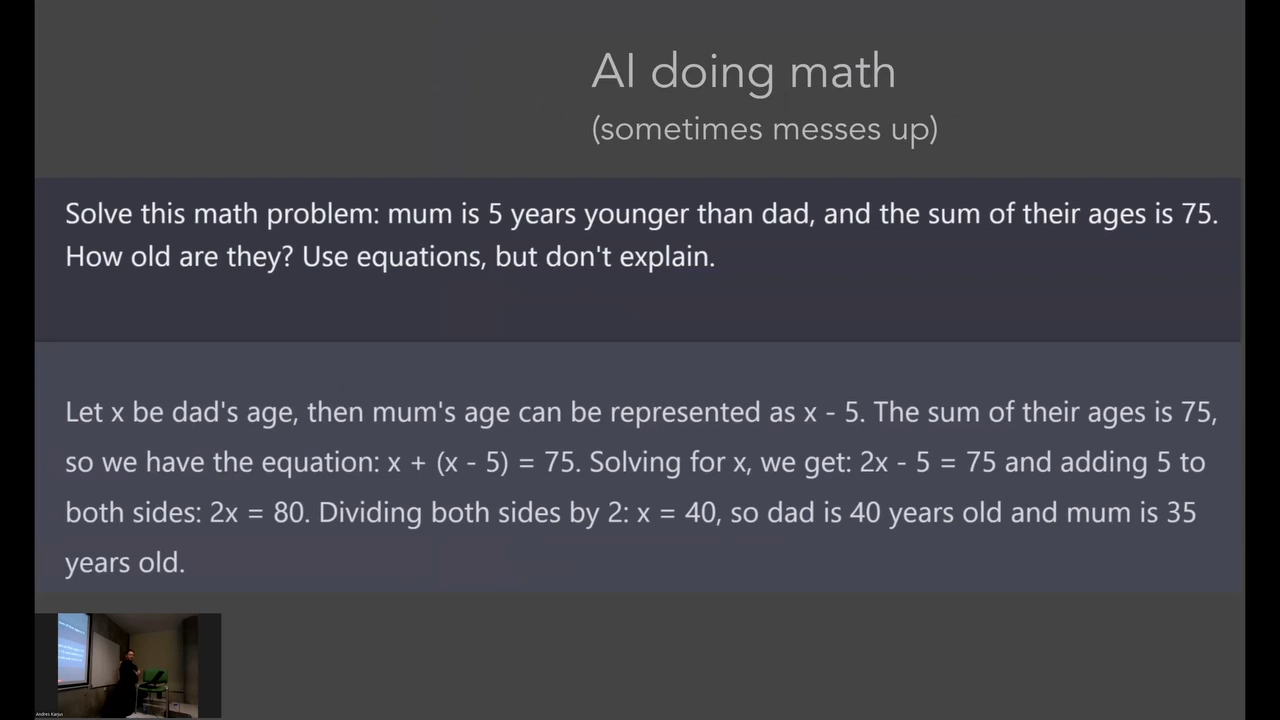 AI doing math
(sometimes messes up)
Solve this math problem: mum is 5 years younger than dad, and the sum of their ages is 75.
How old are they? Use equations, but don't explain.
Let x be dad's age, then mum's age can be represented as x - 5. The sum of their ages is 75,
so we have the equation: x + (x - 5) = 75. Solving for x, we get: 2x - 5 = 75 and adding 5 to
both sides: 2x = 80. Dividing both sides by 2: x = 40, so dad is 40 years old and mum is 35
years old.
Andres Karjus